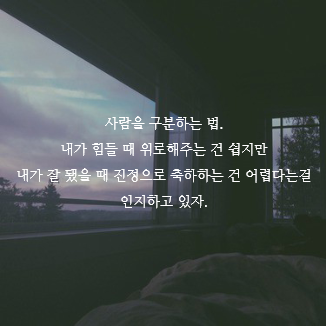 사람을 구분하는 법.
내가 힘들 때 위로해주는 건 쉽지만
내가 잘 됐을 때 진정으로 축하하는 건 어렵다는걸
인지하고 있자.